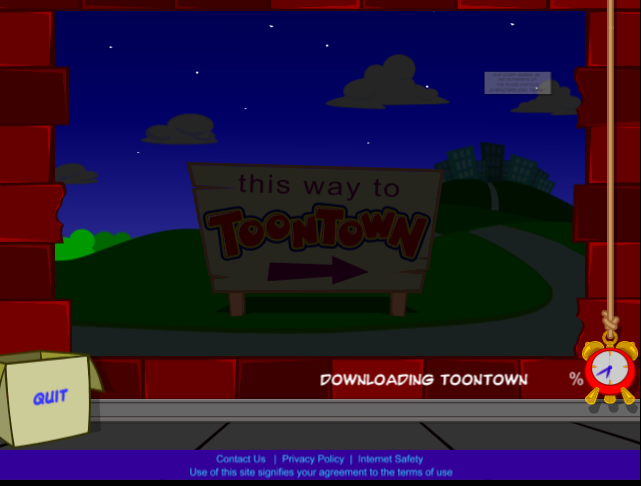 this way to
TOONTOWN
DOWNLOADING TOONTOWN %
QUIT
Contact Us | Privacy Policy | Internet Safety
Use of this site signifies your agreement to the terms of use